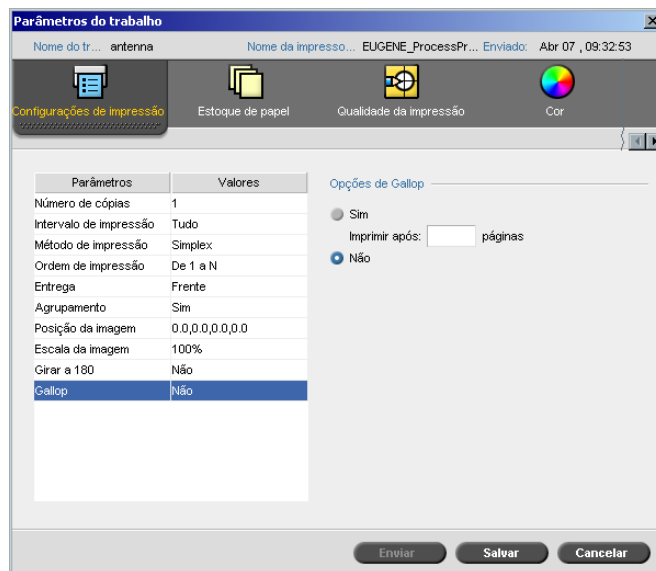 Parâmetros do trabalho
Nome do tr... antenna Nome da impresso... EUGENE_ProcessPr... Enviado: Abr 07 , 09:32:53
Configurações de impressão Estoque de papel Qualidade da impressão Cor
Parâmetros Valores
Número de cópias 1
Intervalo de impressão Tudo
Método de impressão Simplex
Ordem de impressão De 1 a N
Entrega Frente
Agrupamento Sim
Posição da imagem 0.0,0.0,0.0,0.0
Escala da imagem 100%
Girar a 180 Não
Gallop Não
Opções de Gallop
Sim
Imprimir após: páginas
Não
Enviar Salvar Cancelar